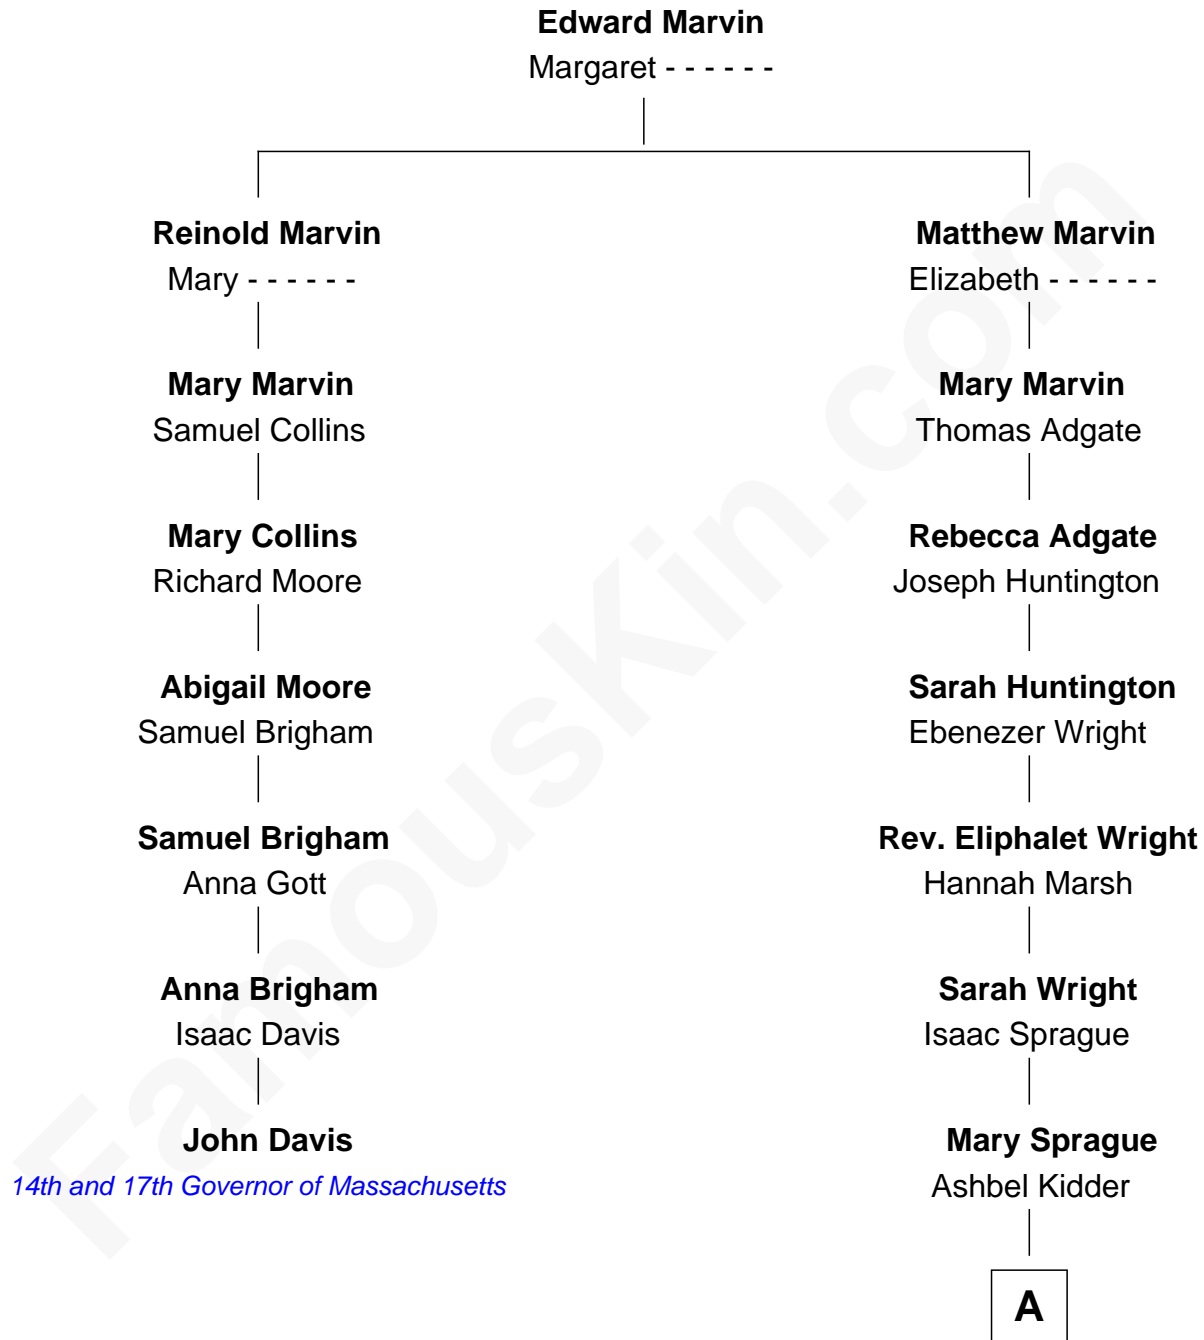 Edward Marvin
Margaret - - - - - -
Reinold Marvin
Mary - - - - - -
Matthew Marvin
Elizabeth - - - - - -
Mary Marvin
Samuel Collins
Mary Marvin
Thomas Adgate
Mary Collins
Richard Moore
Rebecca Adgate
Joseph Huntington
Abigail Moore
Samuel Brigham
Sarah Huntington
Ebenezer Wright
Samuel Brigham
Anna Gott
Rev. Eliphalet Wright
Hannah Marsh
Anna Brigham
Isaac Davis
Sarah Wright
Isaac Sprague
John Davis
14th and 17th Governor of Massachusetts
Mary Sprague
Ashbel Kidder
A
FamousKin.com